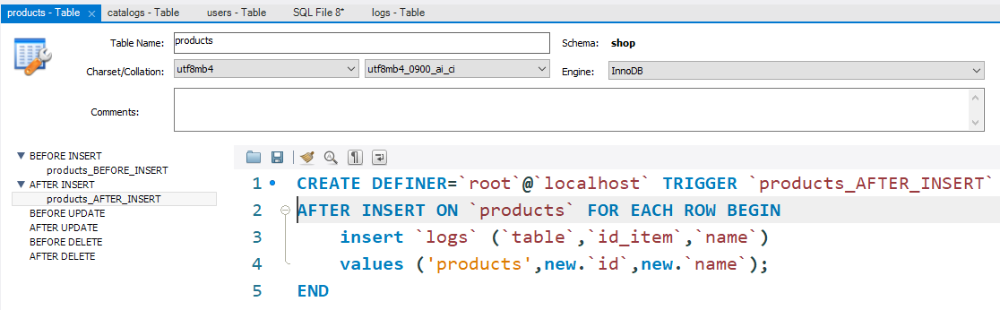 products - Table × catalogs - Table users - Table SQL File 8* logs - Table
Table Name: products Schema: shop
Charset/Collation: utf8mb4 utf8mb4_0900_ai_ci Engine: InnoDB
Comments:
BEFORE INSERT
products_BEFORE_INSERT
AFTER INSERT
products_AFTER_INSERT
BEFORE UPDATE
AFTER UPDATE
BEFORE DELETE
AFTER DELETE
1 CREATE DEFINER=`root`@`localhost` TRIGGER `products_AFTER_INSERT`
2 AFTER INSERT ON `products` FOR EACH ROW BEGIN
3 insert `logs` (`table`,`id_item`,`name`)
4 values ('products',new.`id`,new.`name`);
5 END